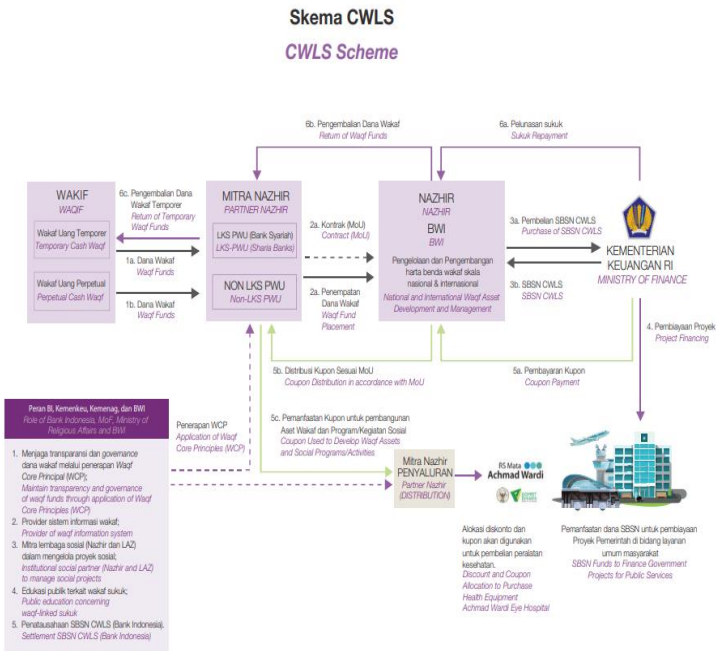 Skema CWLS
CWLS Scheme
6b. Pengembalian Dana Wakaf
Return of Waqf Funds
6a. Pelunasan sukuk
Sukuk Repayment
WAKIF
WAQIF
Wakaf Uang Temporer
Temporary Cash Waqf
Wakaf Uang Perpetual
Perpetual Cash Waqf
6c. Pengembalian Dana
Wakaf Temporer
Return of Temporary
Waqf Funds
1a. Dana Wakaf
Waqf Funds
1b. Dana Wakaf
Waqf Funds
MITRA NAZHIR
PARTNER NAZHIR
LKS PWU (Bank Syariah)
LKS-PWU (Sharia Banks)
NON LKS PWU
Non-LKS PWU
2a. Kontrak (MoU)
Contract (MoU)
2a. Penempatan
Dana Wakaf
Waqf Fund
Placement
NAZHIR
NAZHIR
BWI
BWI
Pengelolaan dan Pengembangan
harta benda wakaf skala
nasional & internasional
National and International Waqf Asset
Development and Management
3a. Pembelian SBSN CWLS
Purchase of SBSN CWLS
3b. SBSN CWLS
SBSN CWLS
KEMENTERIAN
KEUANGAN RI
MINISTRY OF FINANCE
4. Pembiayaan Proyek
Project Financing
5b. Distribusi Kupon Sesuai MoU
Coupon Distribution in accordance with MoU
5a. Pembayaran Kupon
Coupon Payment
Peran BI, Kemenkeu, Kemenag, dan BWI
Role of Bank Indonesia, MoF, Ministry of
Religious Affairs and BWI
1. Menjaga transparansi dan governance
dana wakaf melalui penerapan Waqf
Core Principal (WCP);
Maintain transparency and governance
of waqf funds through application of Waqf
Core Principles (WCP)
2. Provider sistem informasi wakaf;
Provider of waqf information system
3. Mitra lembaga sosial (Nazhir dan LAZ)
dalam mengelola proyek sosial;
Institutional social partner (Nazhir and LAZ)
to manage social projects
4. Edukasi publik terkait wakaf sukuk;
Public education concerning
waqf-linked sukuk
5. Penatausahaan SBSN CWLS (Bank Indonesia).
Settlement SBSN CWLS (Bank Indonesia)
Penerapan WCP
Application of Waqf
Core Principles (WCP)
5c. Pemanfaatan Kupon untuk pembangunan
Aset Wakaf dan Program/Kegiatan Sosial
Coupon Used to Develop Waqf Assets
and Social Programs/Activities
Mitra Nazhir
PENYALURAN
Partner Nazhir
(DISTRIBUTION)
RS Mata
Achmad Wardi
Alokasi diskonto dan
kupon akan digunakan
untuk pembelian peralatan
kesehatan.
Discount and Coupon
Allocation to Purchase
Health Equipment
Achmad Wardi Eye Hospital
Pemanfaatan dana SBSN untuk pembiayaan
Proyek Pemerintah di bidang layanan
umum masyarakat
SBSN Funds to Finance Government
Projects for Public Services